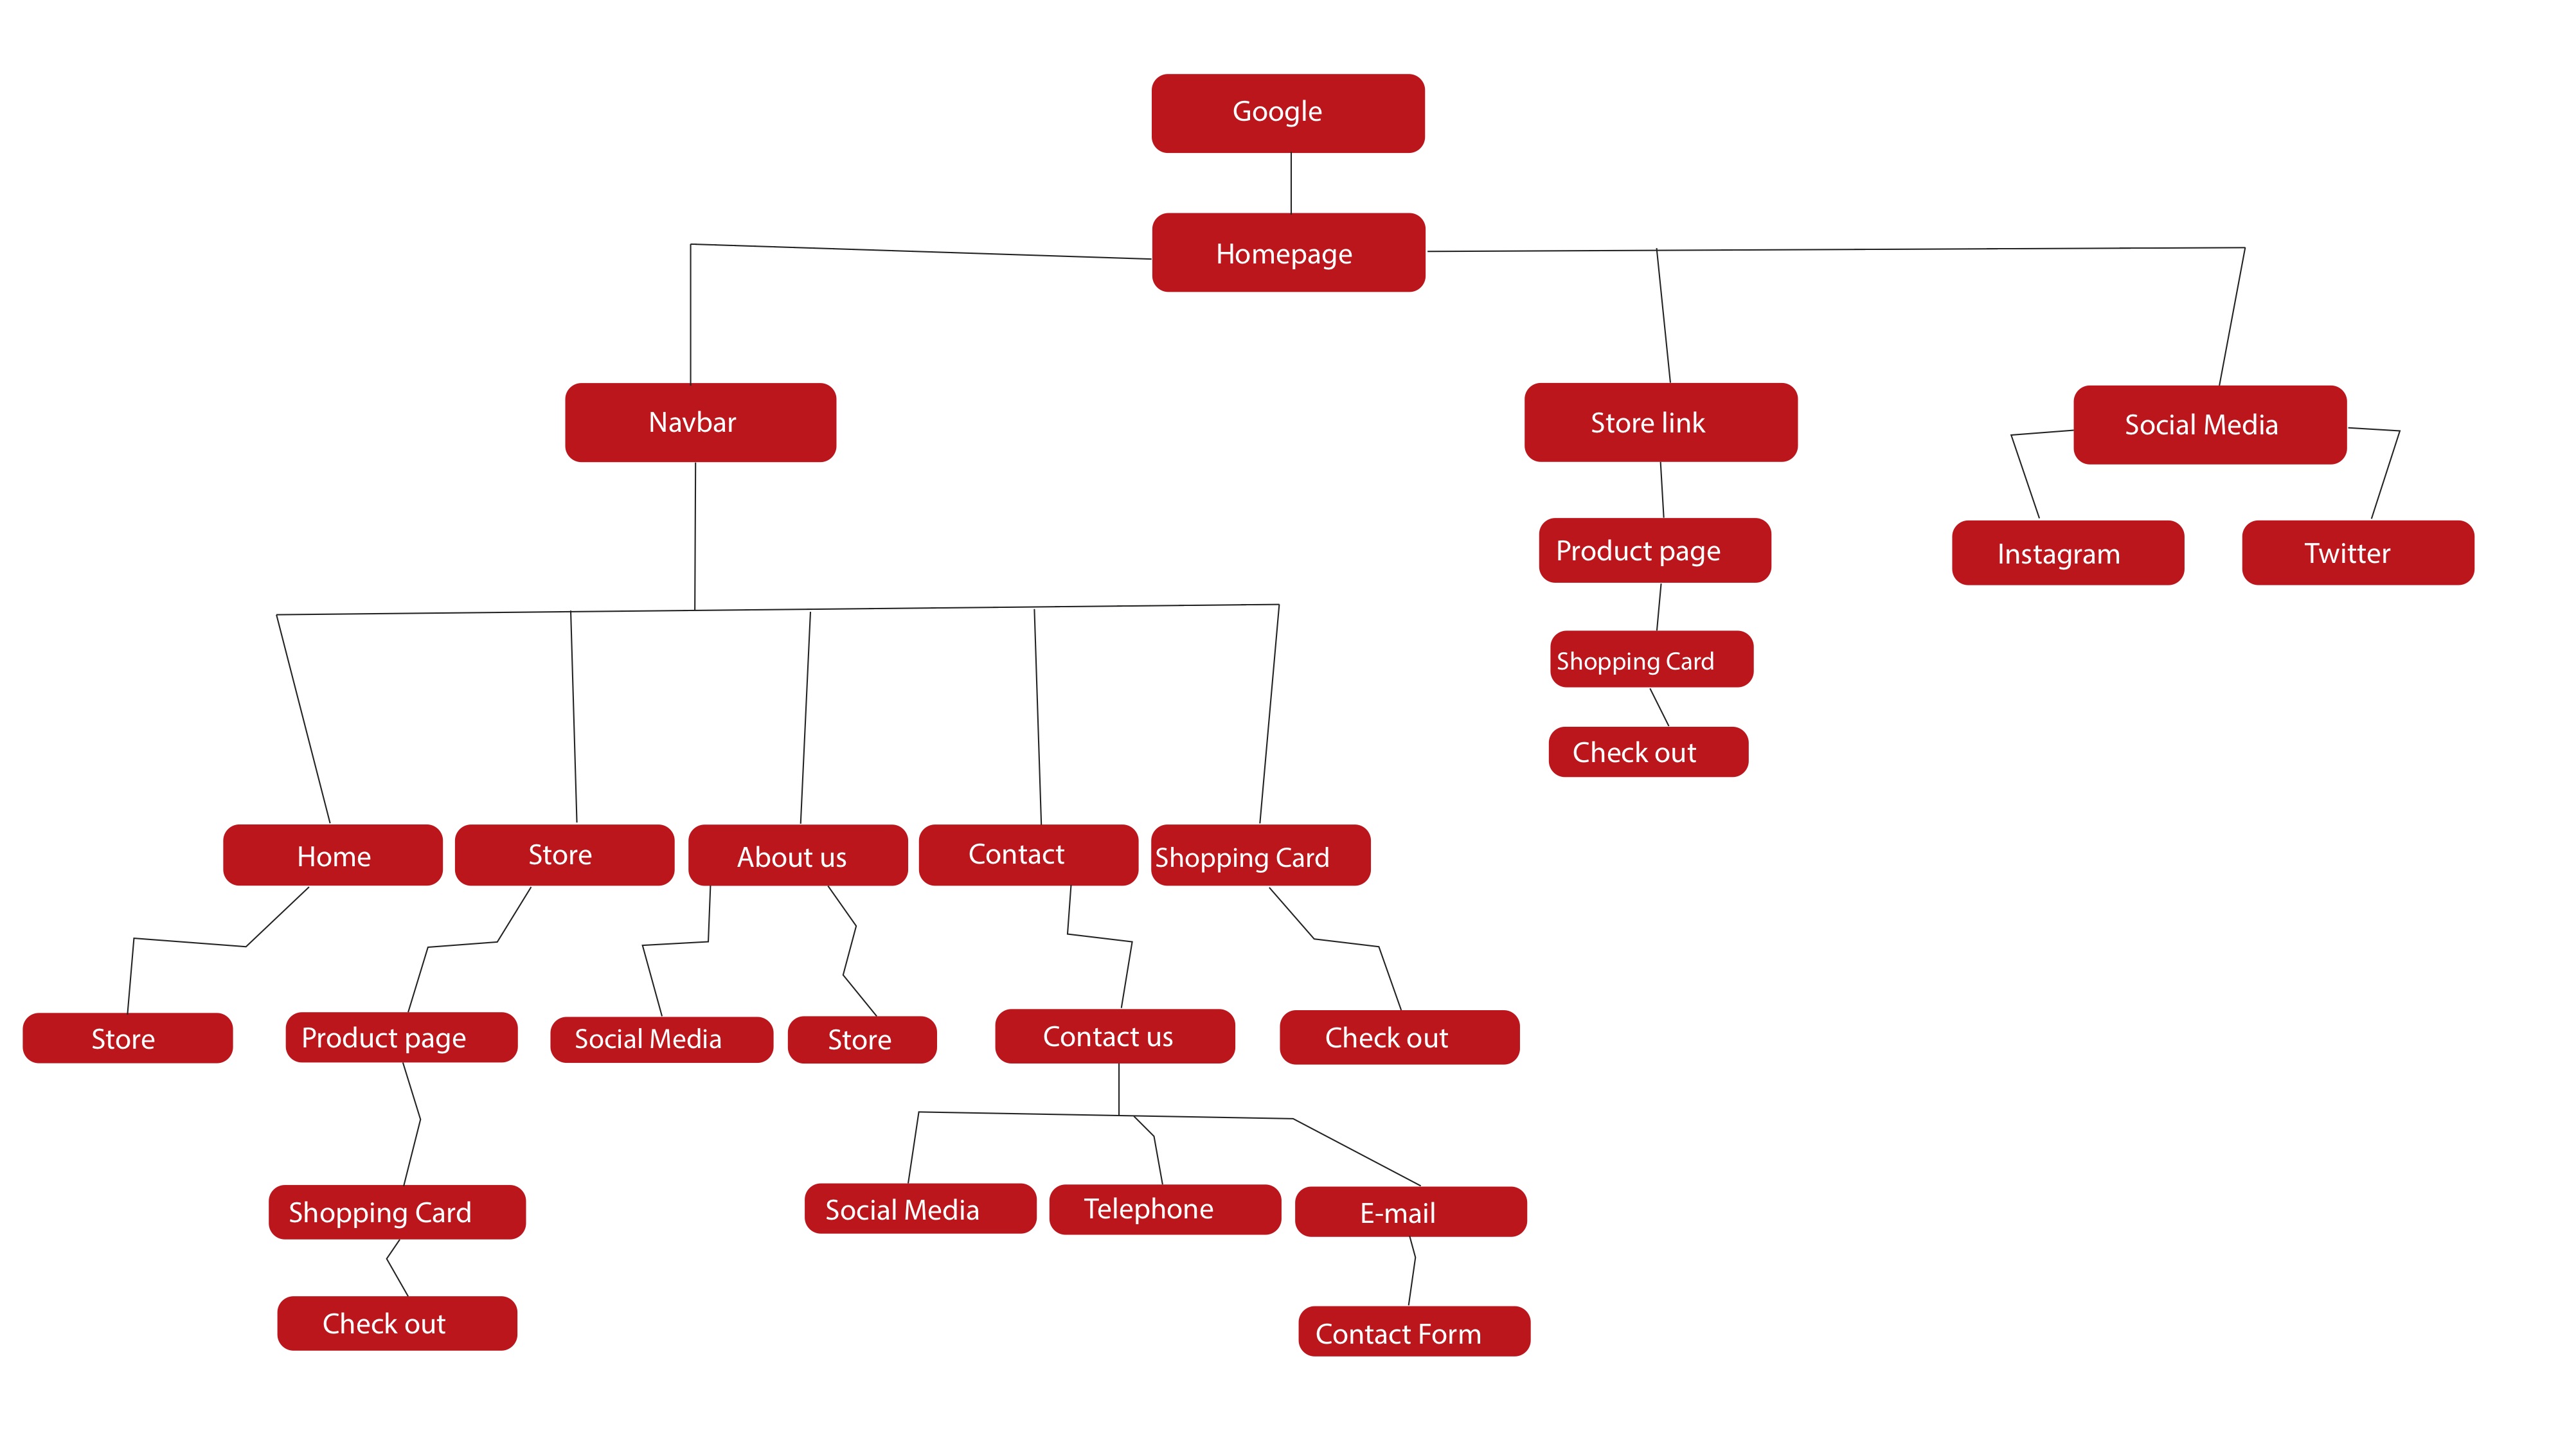 Google
Homepage
Navbar
Store link
Social Media
Product page
Instagram
Twitter
Shopping Card
Check out
Home
Store
About us
Contact
Shopping Card
Store
Product page
Social Media
Store
Contact us
Check out
Shopping Card
Social Media
Telephone
E-mail
Check out
Contact Form